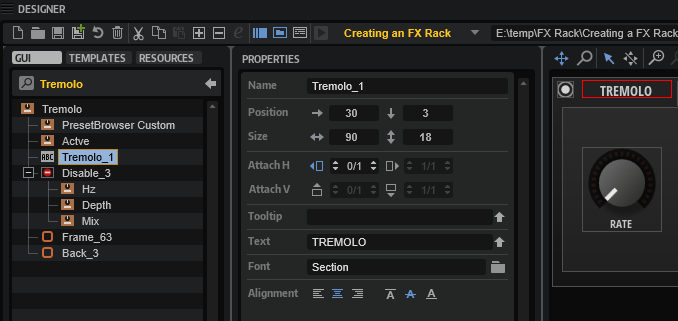 DESIGNER
Creating an FX Rack
E:\temp\FX Rack\Creating a FX Rack
GUI TEMPLATES RESOURCES
Tremolo
Tremolo
PresetBrowser Custom
Actve
ABC Tremolo_1
Disable_3
Hz
Depth
Mix
Frame_63
Back_3
PROPERTIES
Name Tremolo_1
Position 30 3
Size 90 18
Attach H 0/1 1/1
Attach V 0/1 1/1
Tooltip
Text TREMOLO
Font Section
Alignment A A A
TREMOLO
RATE